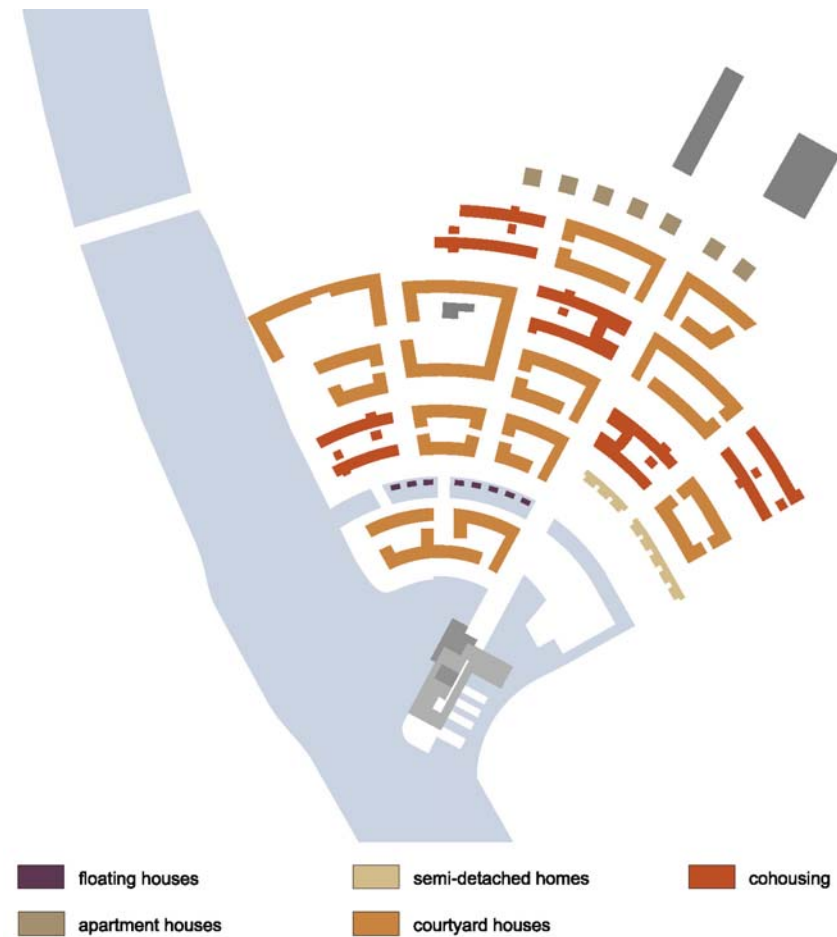 floating houses
semi-detached homes
cohousing
apartment houses
courtyard houses